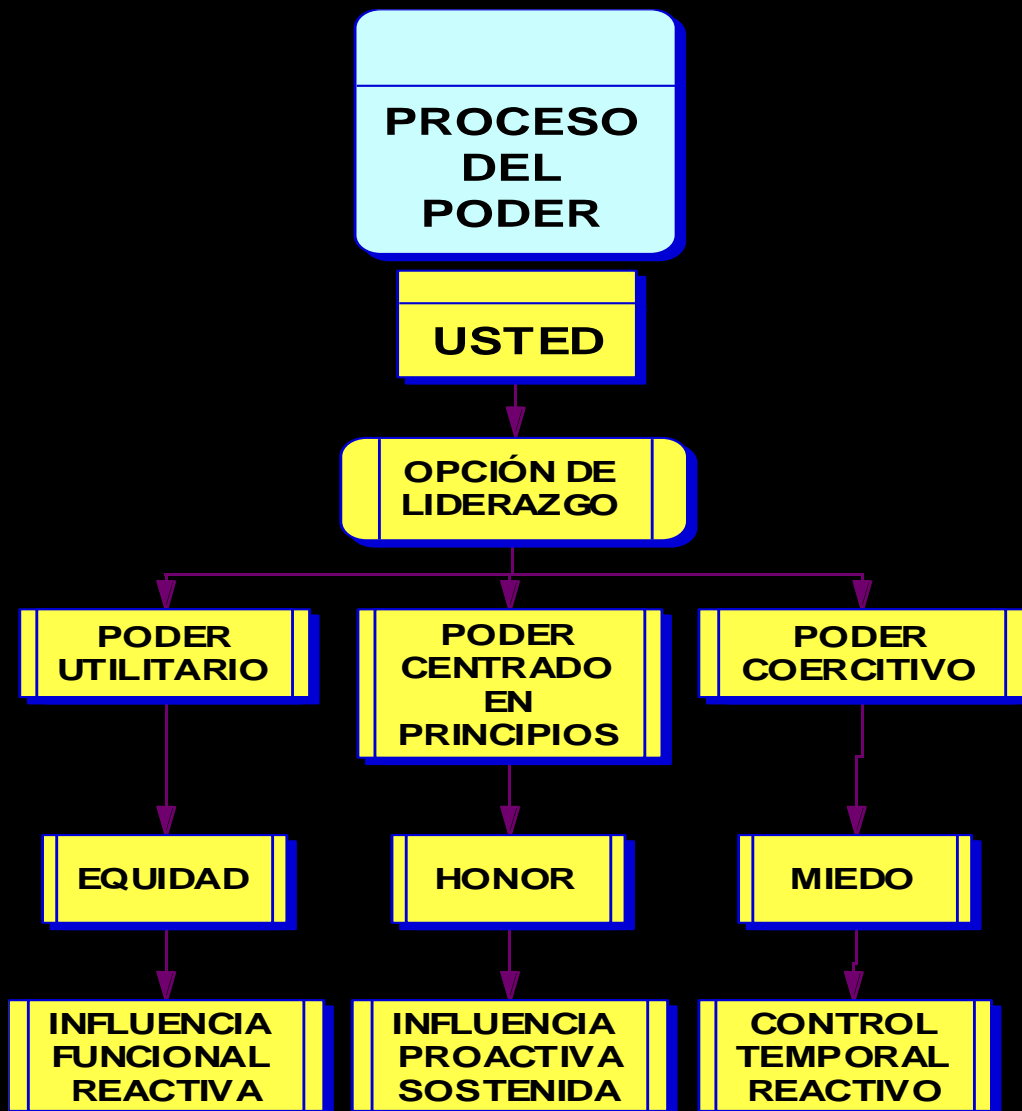 PROCESO
DEL
PODER
USTED
OPCIÓN DE
LIDERAZGO
PODER
UTILITARIO
PODER
CENTRADO
EN
PRINCIPIOS
PODER
COERCITIVO
EQUIDAD
HONOR
MIEDO
INFLUENCIA
FUNCIONAL
REACTIVA
INFLUENCIA
PROACTIVA
SOSTENIDA
CONTROL
TEMPORAL
REACTIVO